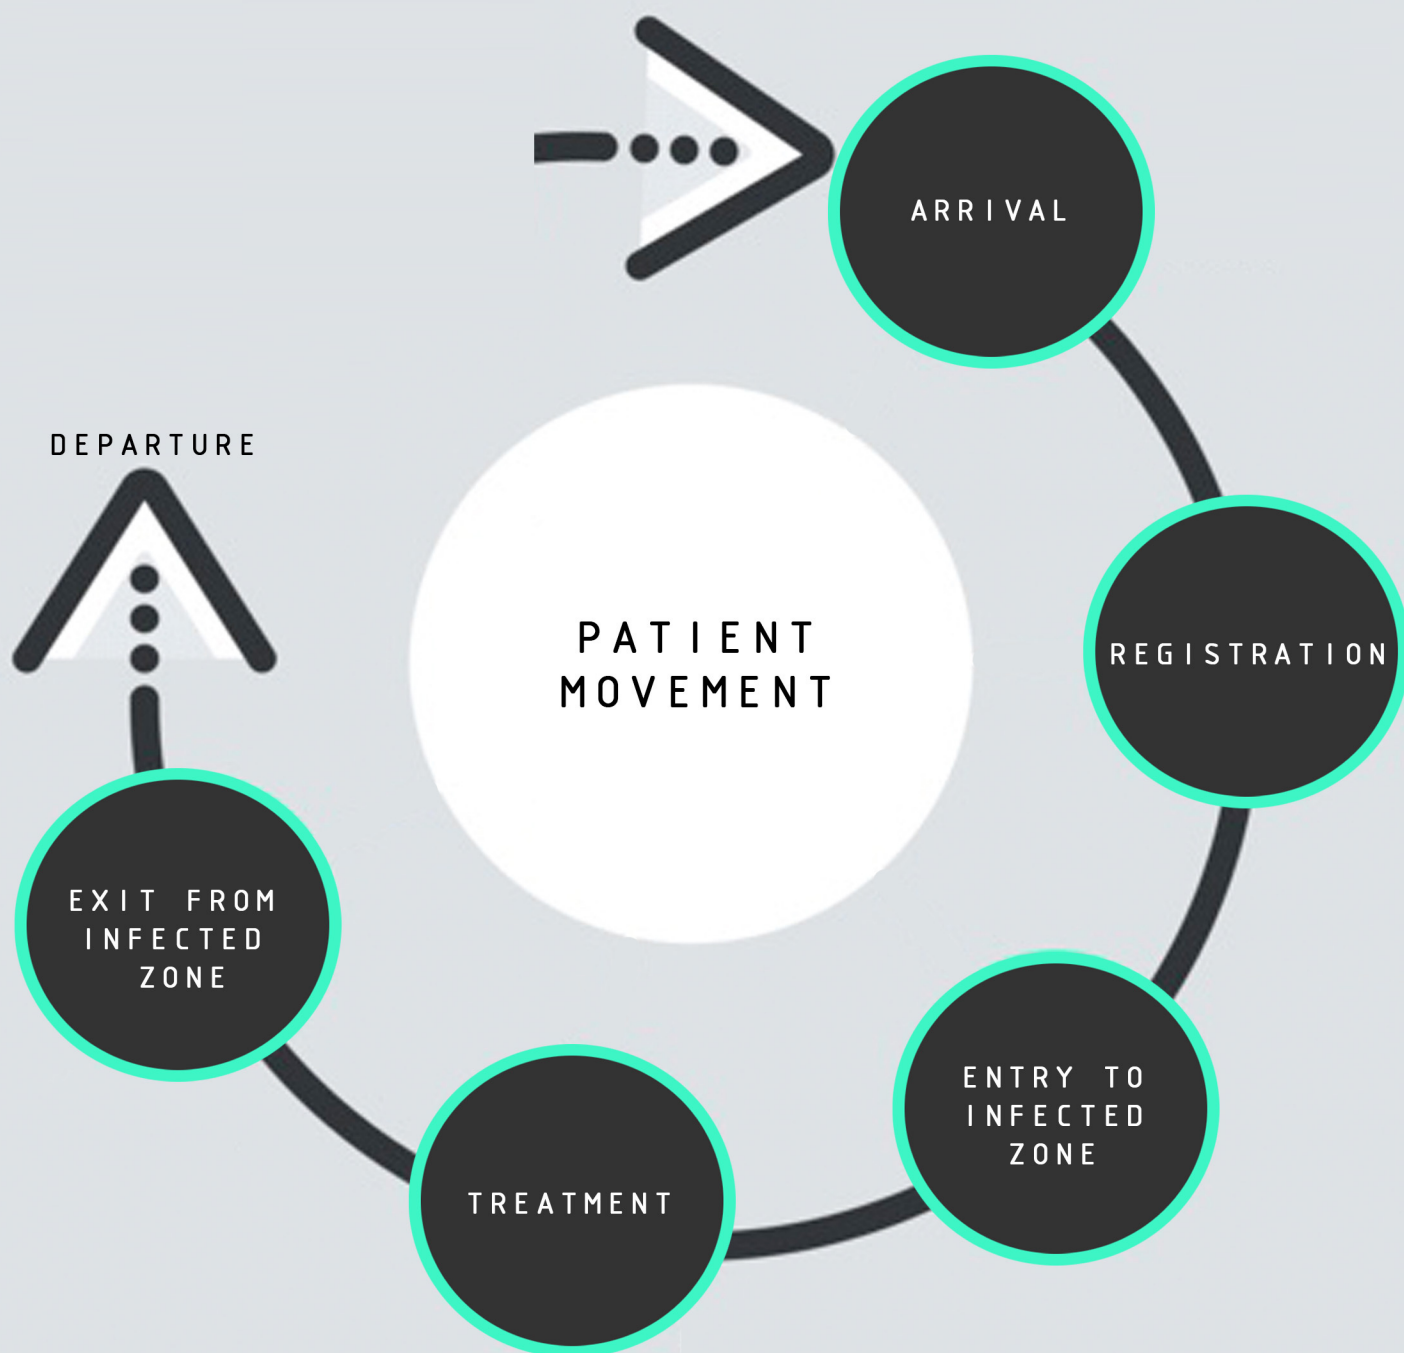 ARRIVAL
DEPARTURE
PATIENT
MOVEMENT
REGISTRATION
EXIT FROM
INFECTED
ZONE
ENTRY TO
INFECTED
ZONE
TREATMENT